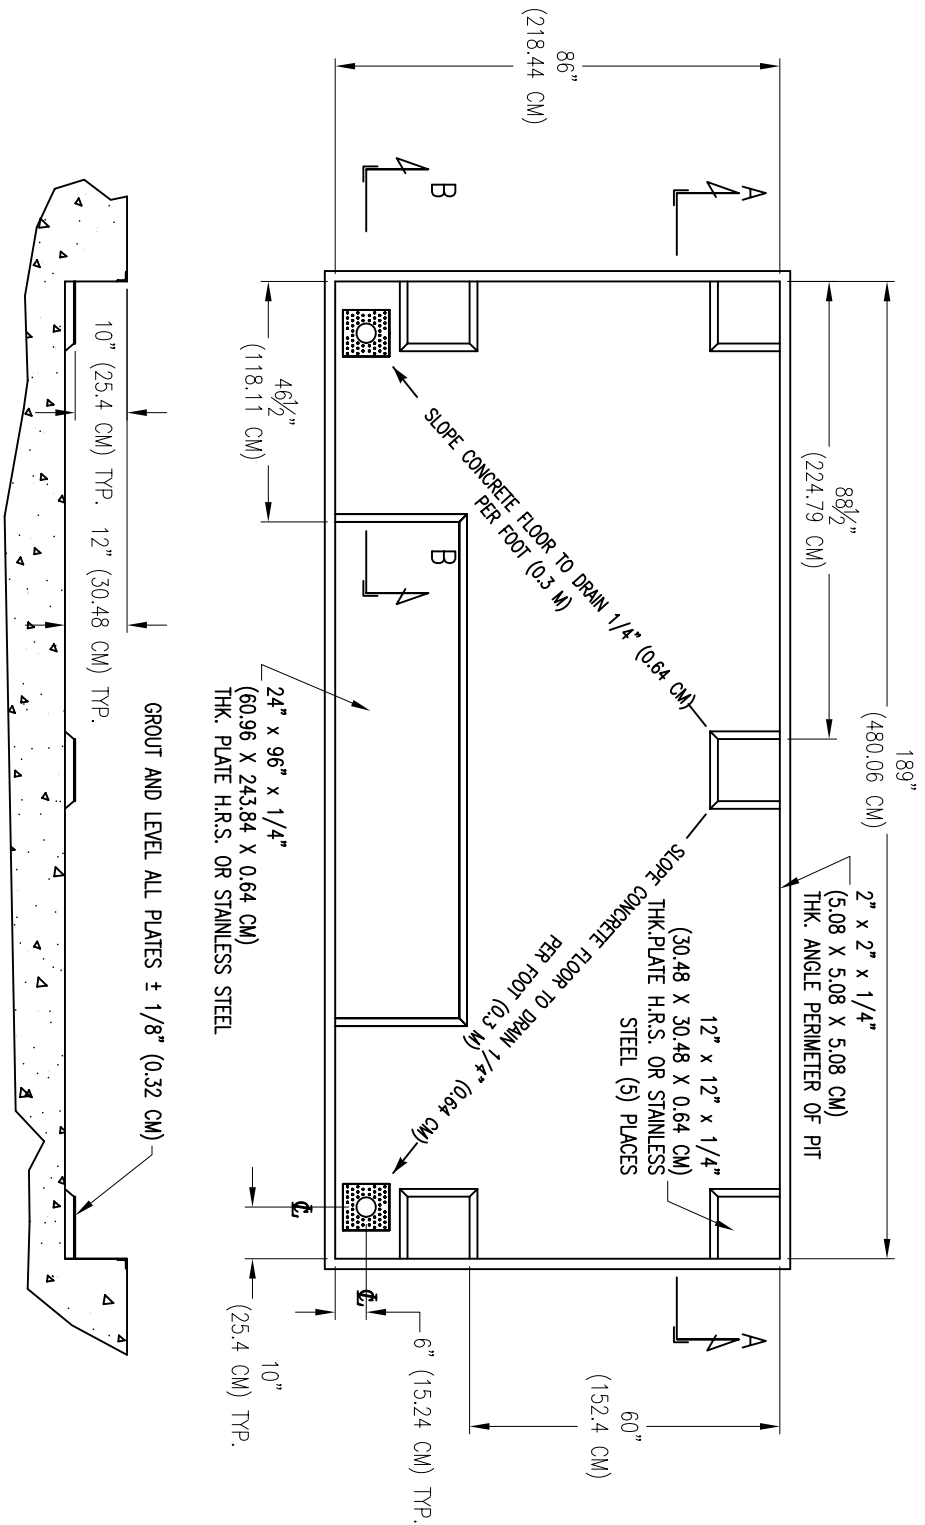 189"
(480.06 CM)
88½"
(224.79 CM)
2" x 2" x 1/4"
(5.08 X 5.08 X 5.08 CM)
THK. ANGLE PERIMETER OF PIT
12" x 12" x 1/4"
(30.48 X 30.48 X 0.64 CM)
THK.PLATE H.R.S. OR STAINLESS
STEEL (5) PLACES
86"
(218.44 CM)
A
A
60"
(152.4 CM)
SLOPE CONCRETE FLOOR TO DRAIN 1/4" (0.64 CM)
PER FOOT (0.3 M)
SLOPE CONCRETE FLOOR TO DRAIN 1/4" (0.64 CM)
PER FOOT (0.3 M)
B
B
46½"
(118.11 CM)
24" x 96" x 1/4"
(60.96 X 243.84 X 0.64 CM)
THK. PLATE H.R.S. OR STAINLESS STEEL
℄
℄
6" (15.24 CM) TYP.
10"
(25.4 CM) TYP.
GROUT AND LEVEL ALL PLATES ± 1/8" (0.32 CM)
10" (25.4 CM) TYP.
12" (30.48 CM) TYP.